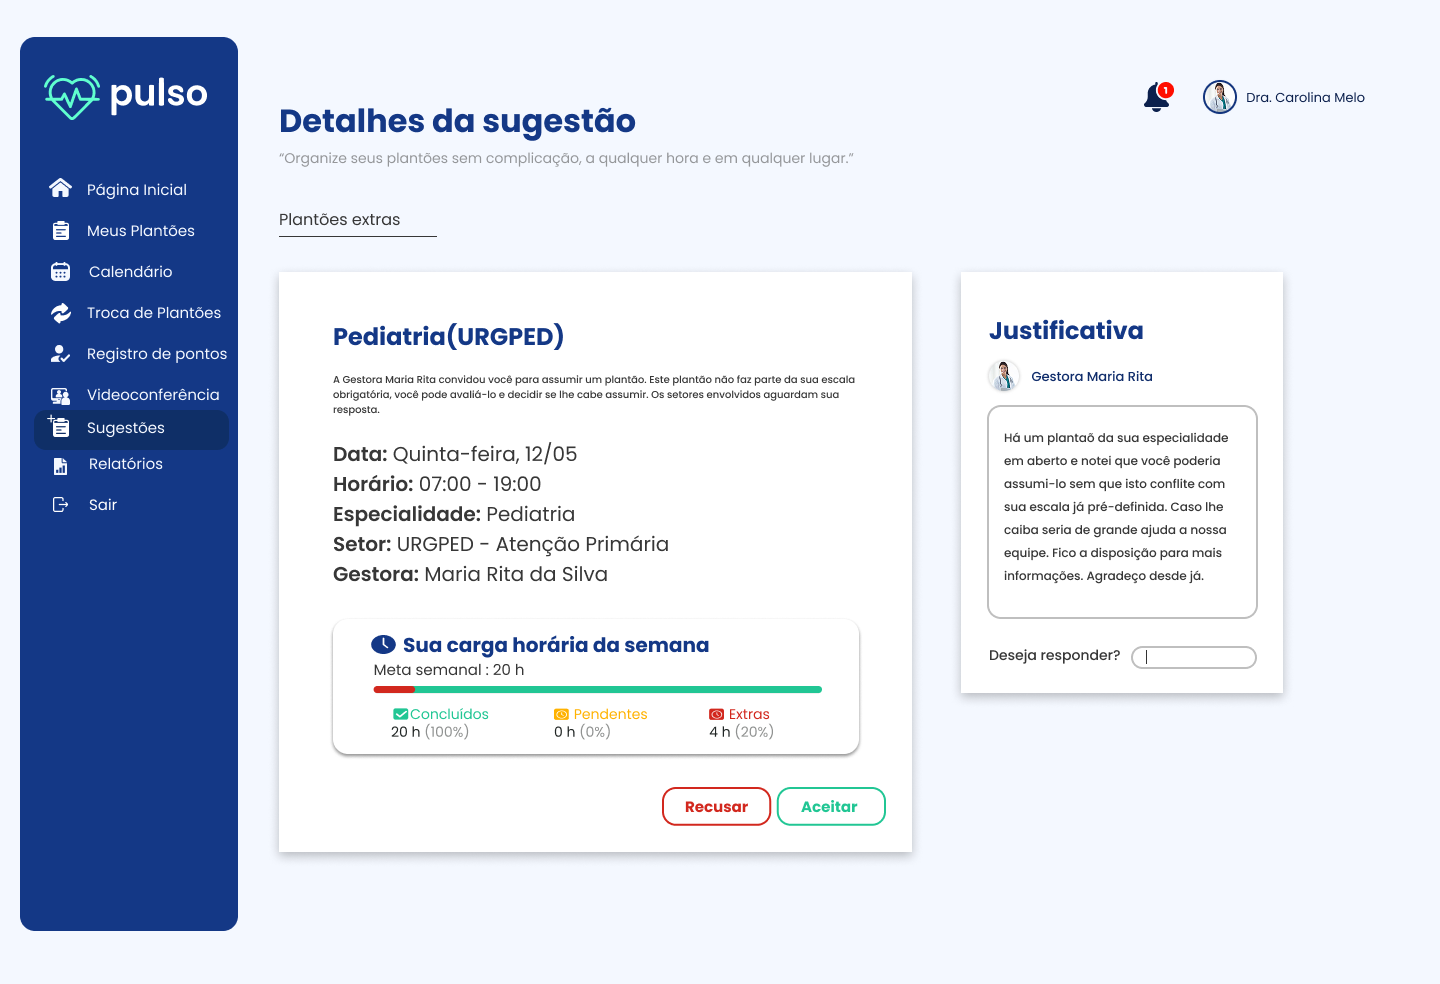 pulso
Página Inicial
Meus Plantões
Calendário
Troca de Plantões
Registro de pontos
Videoconferência
Sugestões
Relatórios
Sair
1
Dra. Carolina Melo
Detalhes da sugestão
“Organize seus plantões sem complicação, a qualquer hora e em qualquer lugar.”
Plantões extras
Pediatria(URGPED)
A Gestora Maria Rita convidou você para assumir um plantão. Este plantão não faz parte da sua escala
obrigatória, você pode avaliá-lo e decidir se lhe cabe assumir. Os setores envolvidos aguardam sua
resposta.
Data: Quinta-feira, 12/05
Horário: 07:00 - 19:00
Especialidade: Pediatria
Setor: URGPED - Atenção Primária
Gestora: Maria Rita da Silva
Sua carga horária da semana
Meta semanal : 20 h
Concluídos
20 h (100%)
Pendentes
0 h (0%)
Extras
4 h (20%)
Recusar
Aceitar
Justificativa
Gestora Maria Rita
Há um plantaõ da sua especialidade
em aberto e notei que você poderia
assumi-lo sem que isto conflite com
sua escala já pré-definida. Caso lhe
caiba seria de grande ajuda a nossa
equipe. Fico a disposição para mais
informações. Agradeço desde já.
Deseja responder?